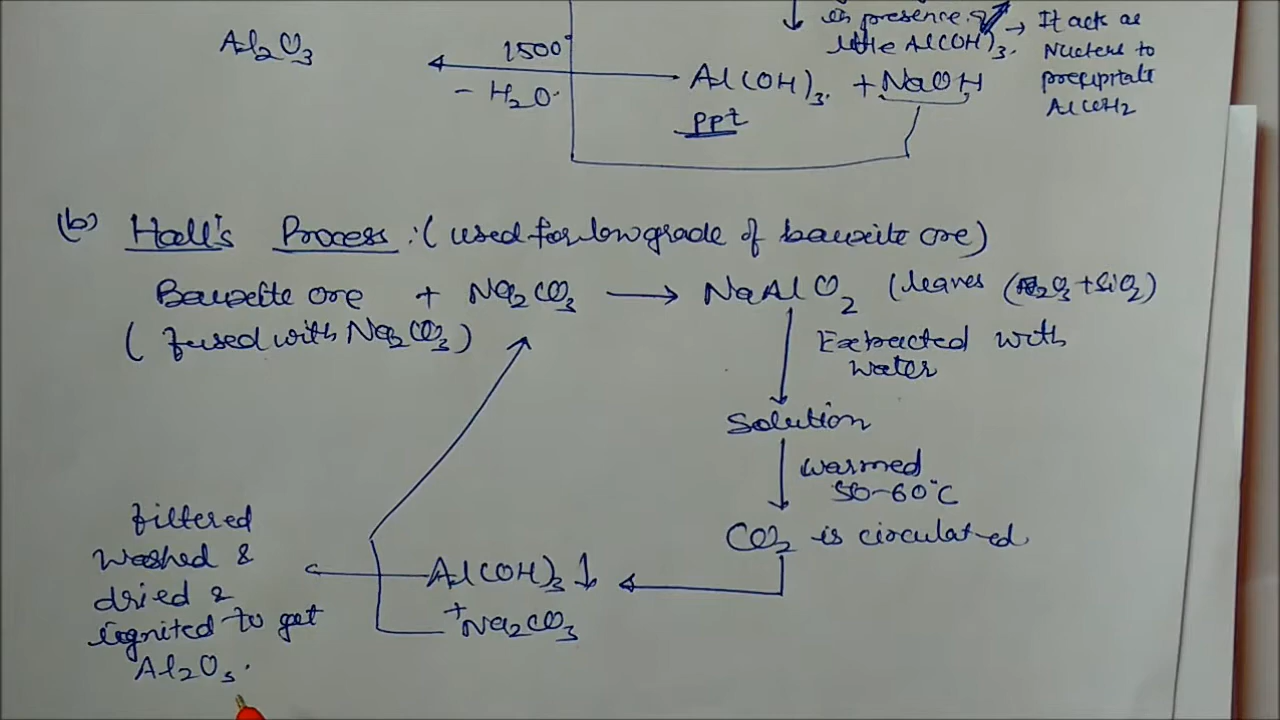 in presence of
little Al(OH)3.
→ It act as
Nucleus to
precipitate
Al(OH)2
Al2O3
1500°
- H2O.
Al(OH)3. + NaOH
ppt
(b) Hall's Process :( used for low grade of bauxite ore)
Bauxite ore + Na2CO3 → NaAlO2 (leaves (Fe2O3 + SiO2)
( fused with Na2CO3)
Extracted with
water
Solution
warmed
50-60°C
CO2 is circulated
Al(OH)3 ↓
+ Na2CO3
filtered
washed &
dried &
Ignited to get
Al2O3.